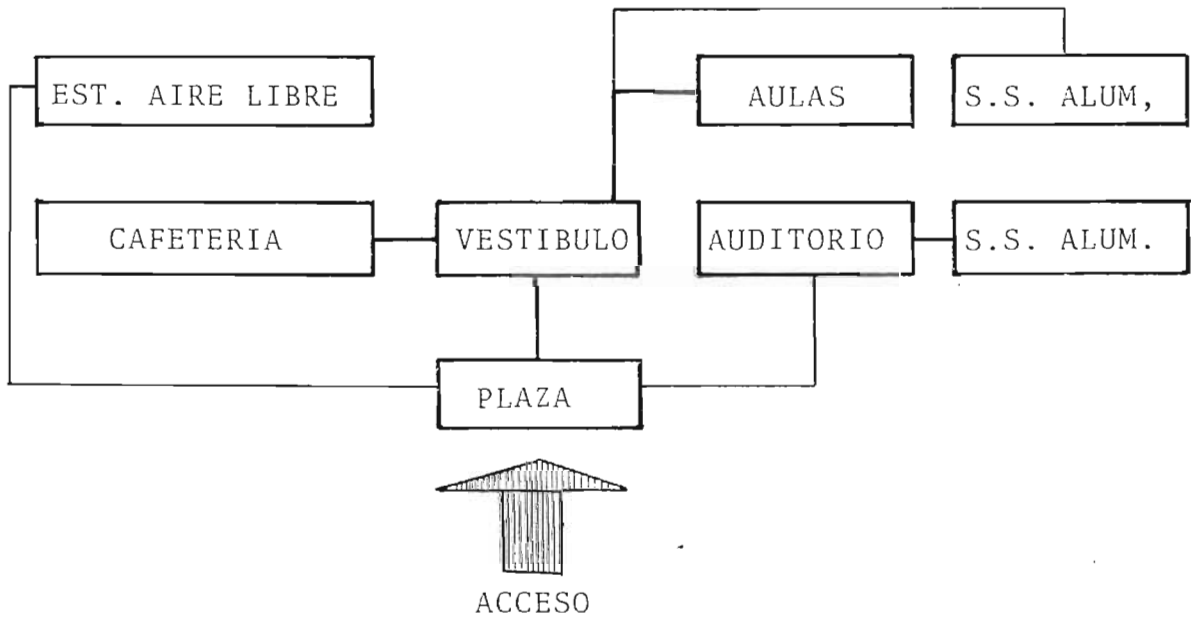 EST. AIRE LIBRE
AULAS
S.S. ALUM,
CAFETERIA
VESTIBULO
AUDITORIO
S.S. ALUM.
PLAZA
ACCESO